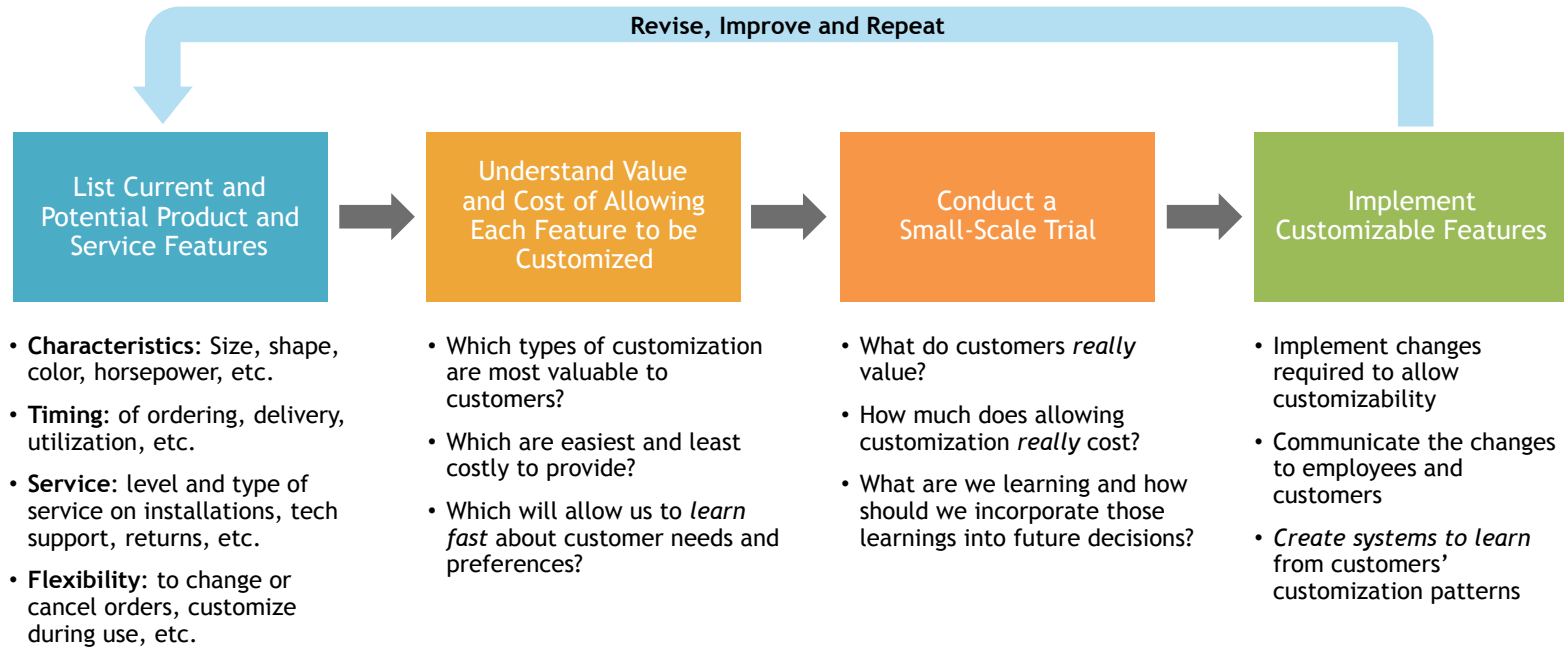 Revise, Improve and Repeat
List Current and
Potential Product and
Service Features
Understand Value
and Cost of Allowing
Each Feature to be
Customized
Conduct a
Small-Scale Trial
Implement
Customizable Features
• Characteristics: Size, shape,
color, horsepower, etc.
• Timing: of ordering, delivery,
utilization, etc.
• Service: level and type of
service on installations, tech
support, returns, etc.
• Flexibility: to change or
cancel orders, customize
during use, etc.
• Which types of customization
are most valuable to
customers?
• Which are easiest and least
costly to provide?
• Which will allow us to learn
fast about customer needs and
preferences?
• What do customers really
value?
• How much does allowing
customization really cost?
• What are we learning and how
should we incorporate those
learnings into future decisions?
• Implement changes
required to allow
customizability
• Communicate the changes
to employees and
customers
• Create systems to learn
from customers’
customization patterns